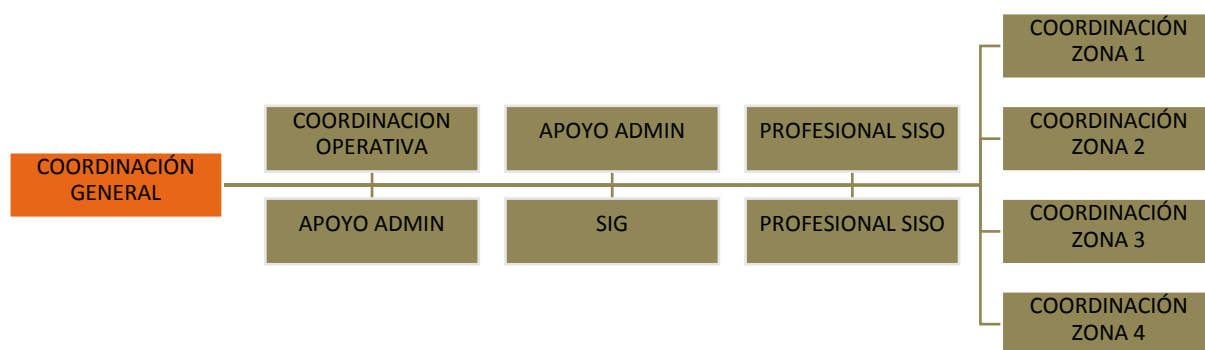 COORDINACIÓN
GENERAL
COORDINACION
OPERATIVA
APOYO ADMIN
PROFESIONAL SISO
APOYO ADMIN
SIG
PROFESIONAL SISO
COORDINACIÓN
ZONA 1
COORDINACIÓN
ZONA 2
COORDINACIÓN
ZONA 3
COORDINACIÓN
ZONA 4